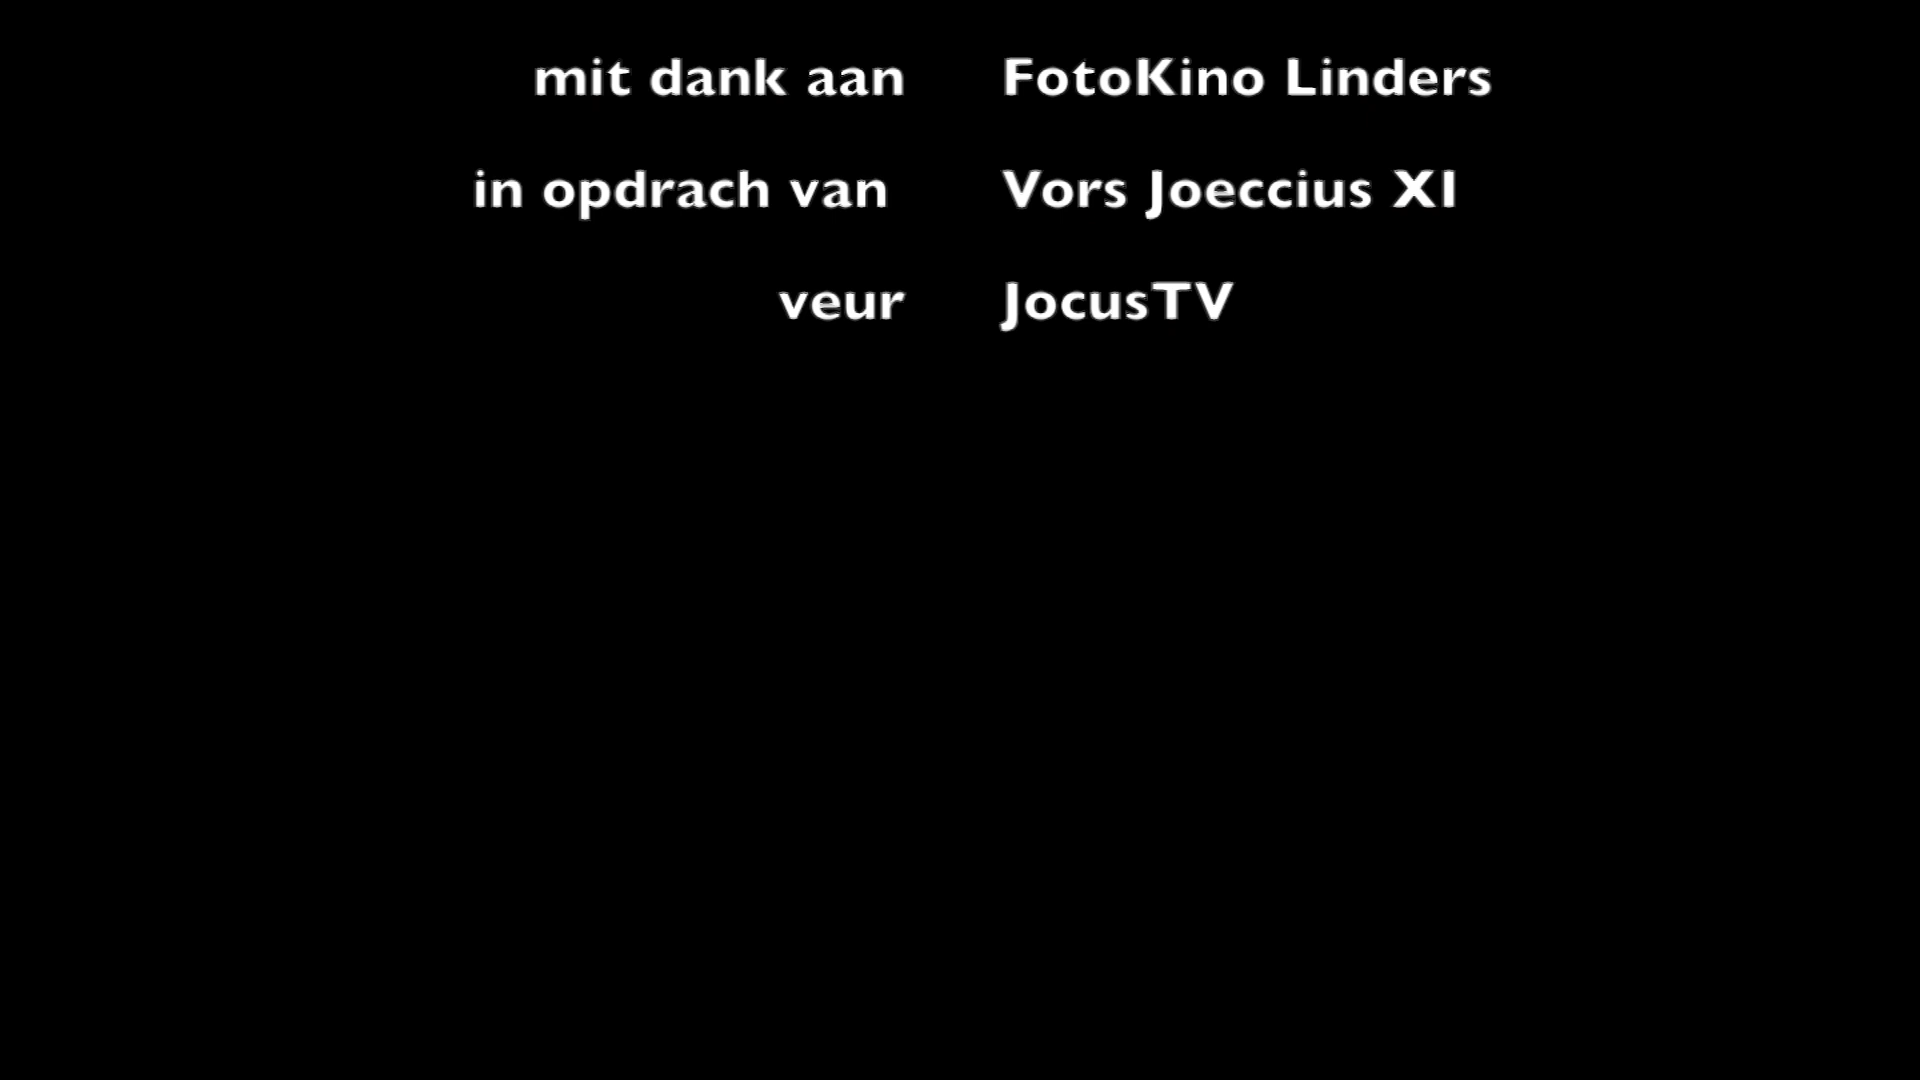 mit dank aan FotoKino Linders
in opdrach van Vors Joeccius XI
veur JocusTV